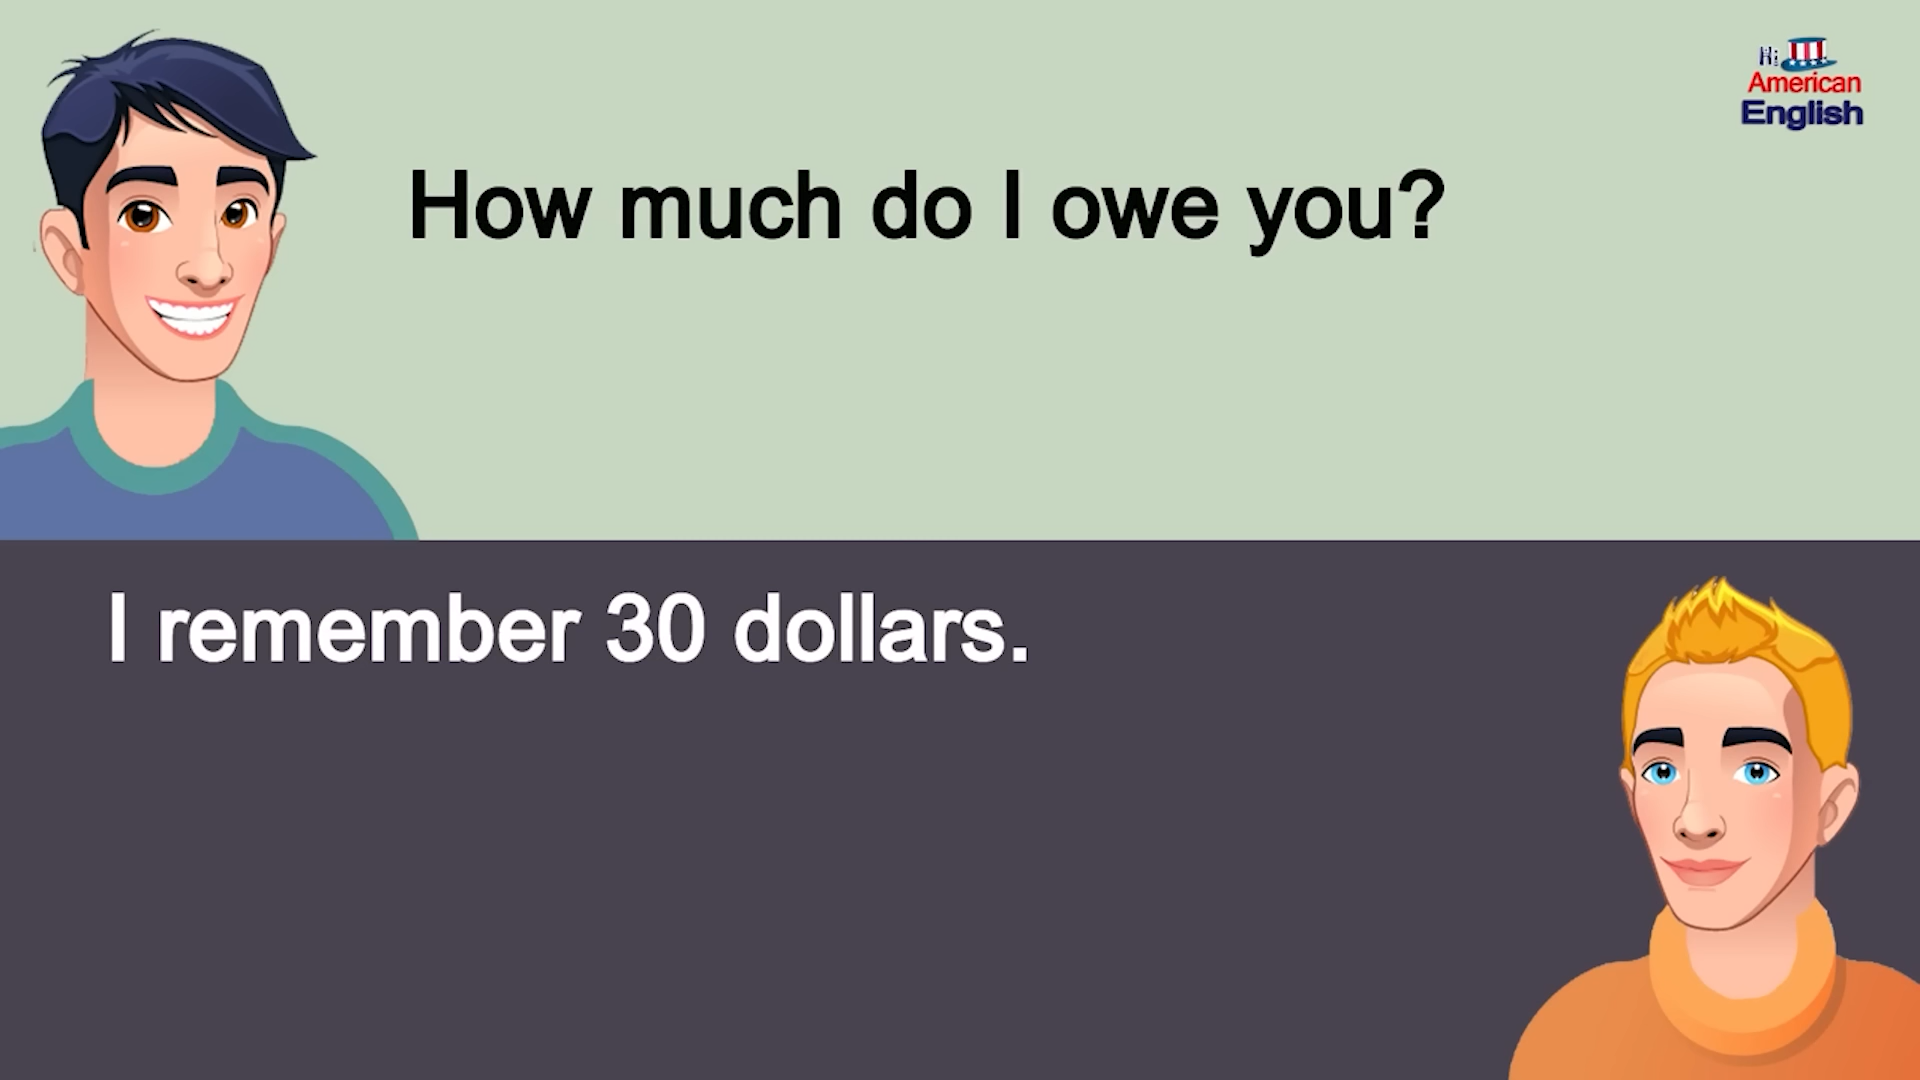 Hi
American
English
How much do I owe you?
I remember 30 dollars.